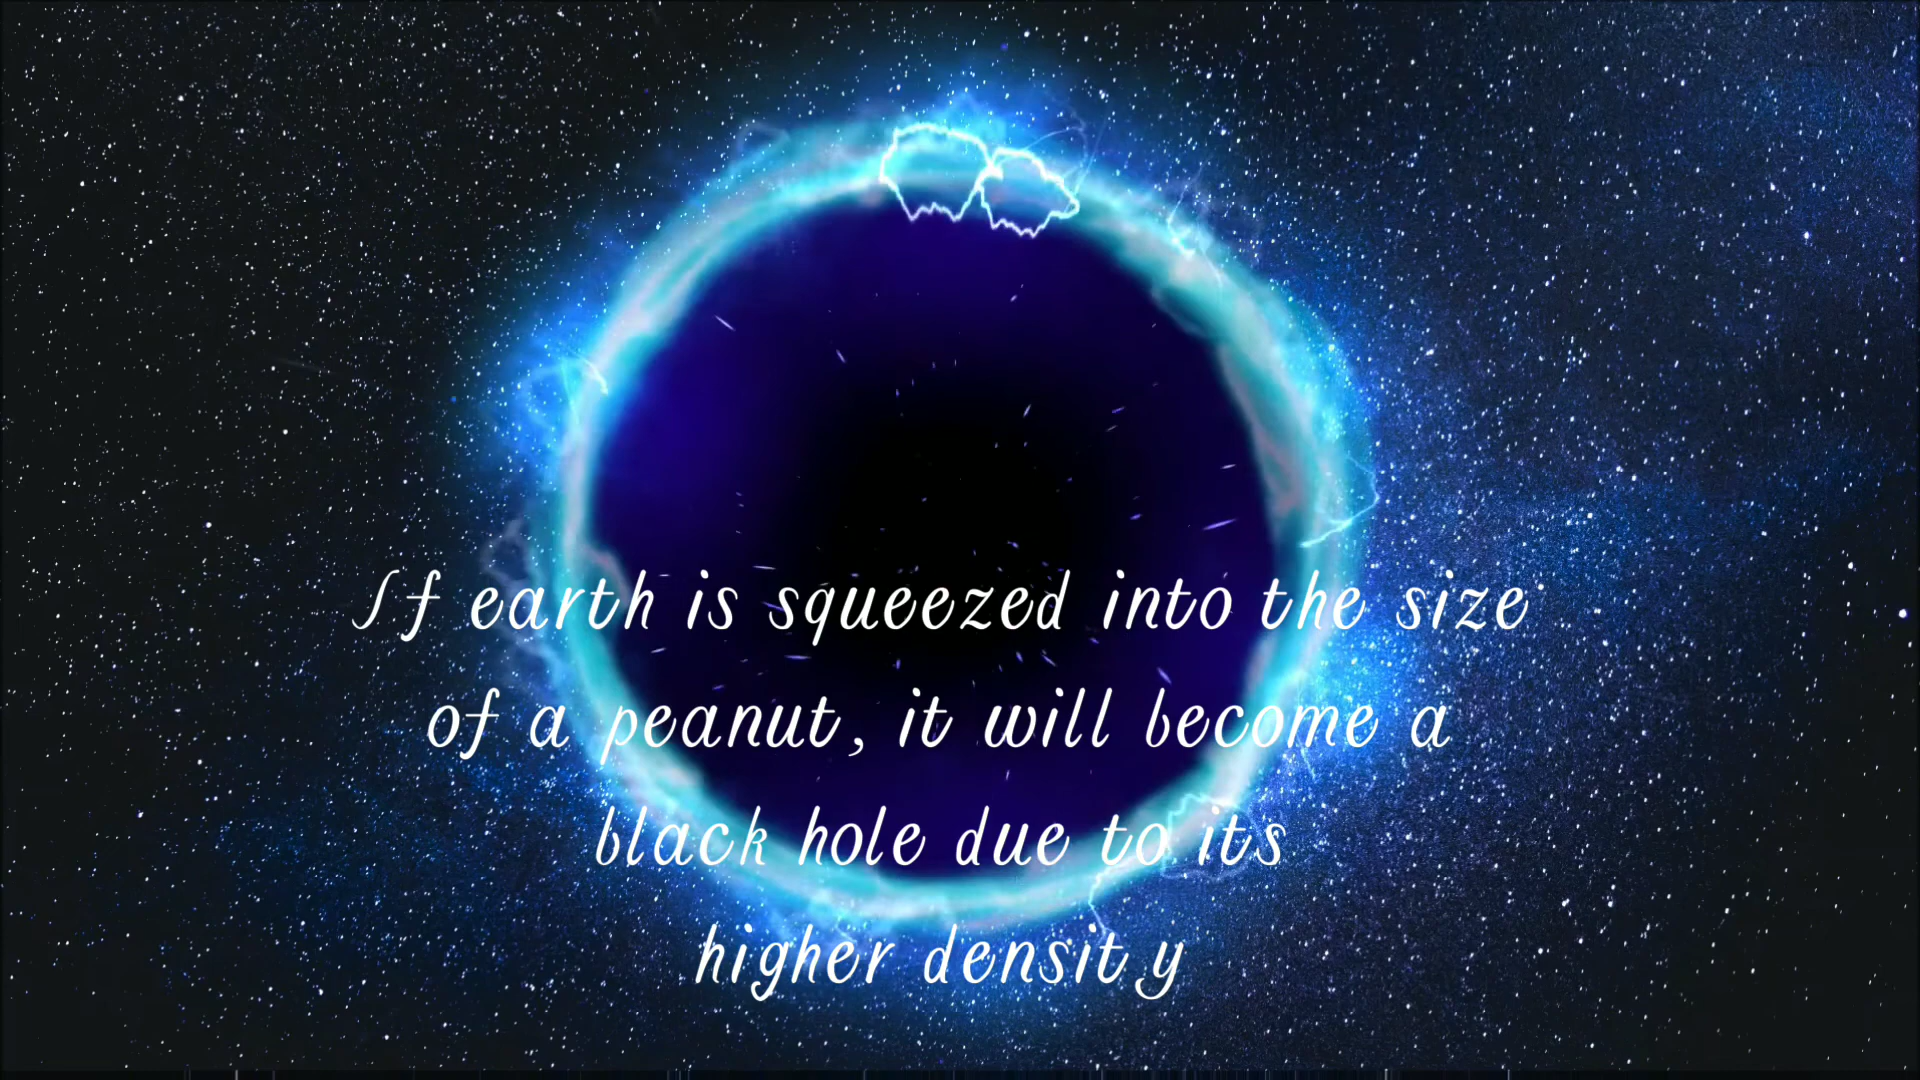 If earth is squeezed into the size
of a peanut, it will become a
black hole due to its
higher density